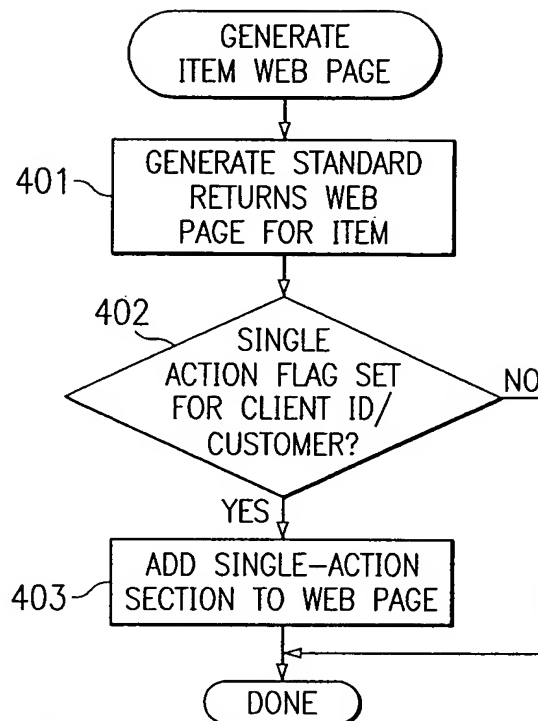 GENERATE
ITEM WEB PAGE
401
GENERATE STANDARD
RETURNS WEB
PAGE FOR ITEM
402
SINGLE
ACTION FLAG SET
FOR CLIENT ID/
CUSTOMER?
NO
YES
403
ADD SINGLE-ACTION
SECTION TO WEB PAGE
DONE